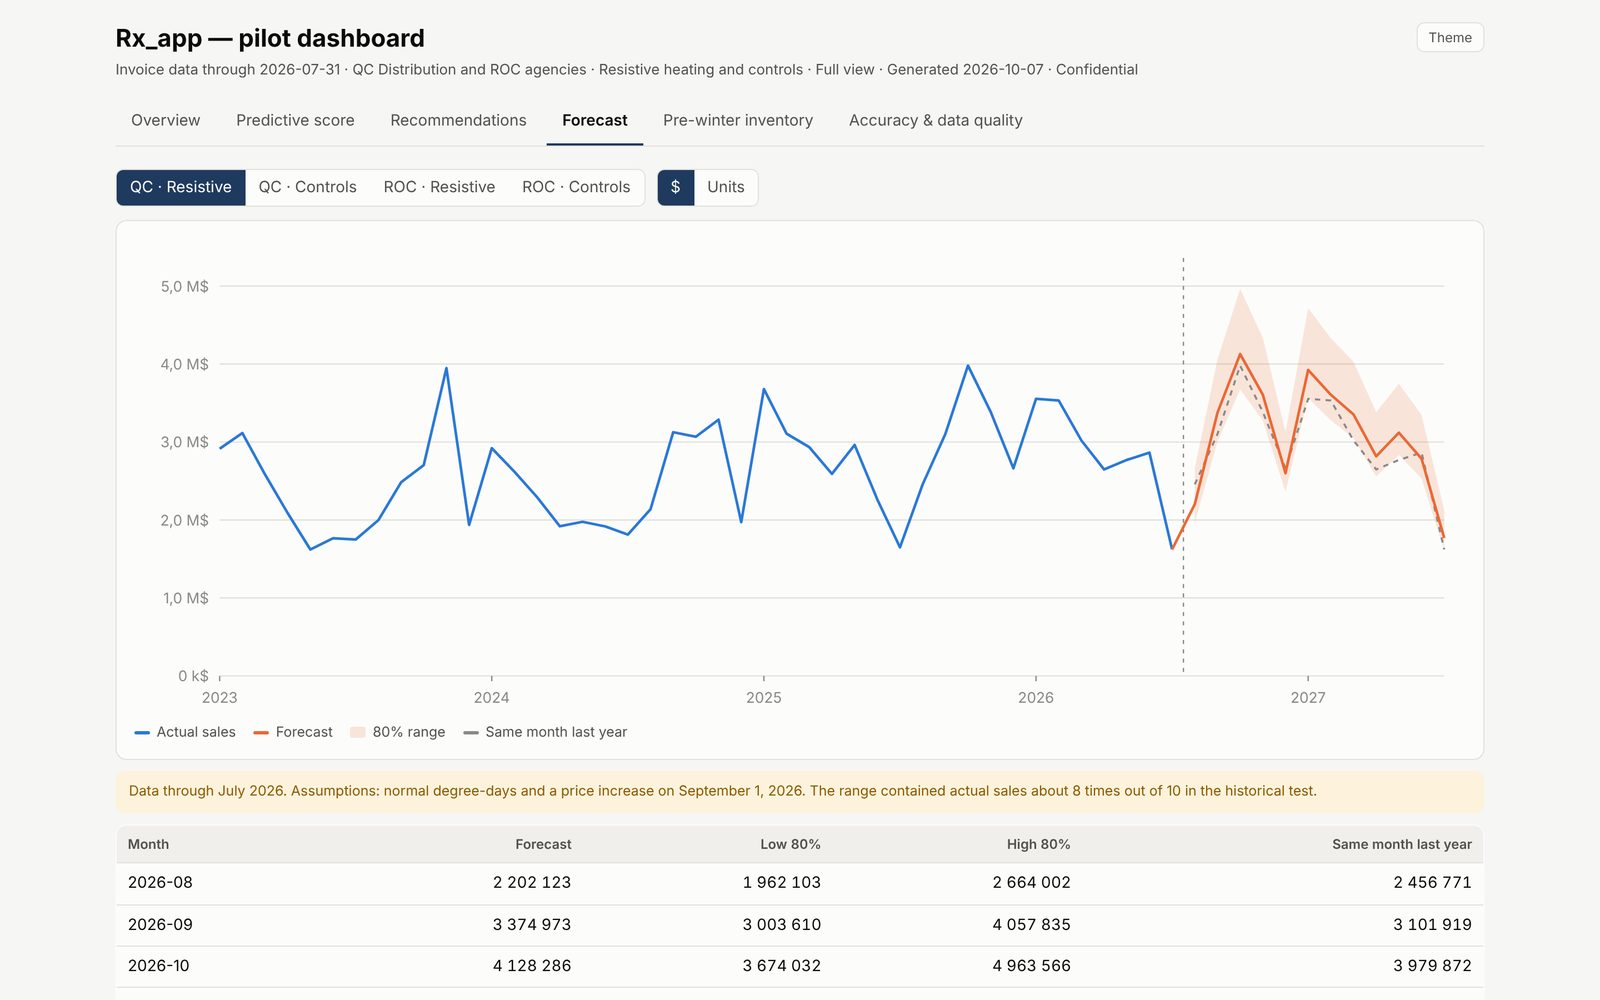 Rx_app — pilot dashboard
Theme
Invoice data through 2026-07-31 · QC Distribution and ROC agencies · Resistive heating and controls · Full view · Generated 2026-10-07 · Confidential
Overview Predictive score Recommendations Forecast Pre-winter inventory Accuracy & data quality
QC · Resistive QC · Controls ROC · Resistive ROC · Controls $ Units
5,0 M$
4,0 M$
3,0 M$
2,0 M$
1,0 M$
0 k$
2023 2024 2025 2026 2027
Actual sales Forecast 80% range Same month last year
Data through July 2026. Assumptions: normal degree-days and a price increase on September 1, 2026. The range contained actual sales about 8 times out of 10 in the historical test.
Month Forecast Low 80% High 80% Same month last year
2026-08 2 202 123 1 962 103 2 664 002 2 456 771
2026-09 3 374 973 3 003 610 4 057 835 3 101 919
2026-10 4 128 286 3 674 032 4 963 566 3 979 872